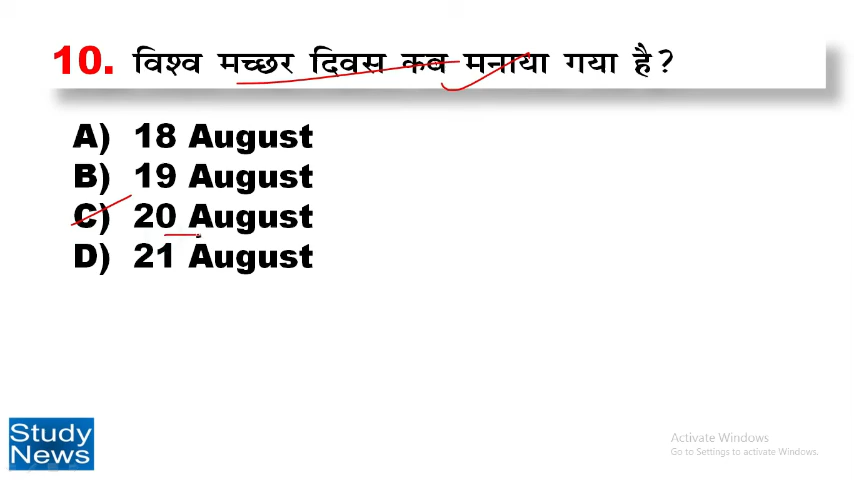 10. विश्व मच्छर दिवस कव मनाया गया है?
A) 18 August
B) 19 August
C) 20 August
D) 21 August
Study
News
Activate Windows
Go to Settings to activate Windows.